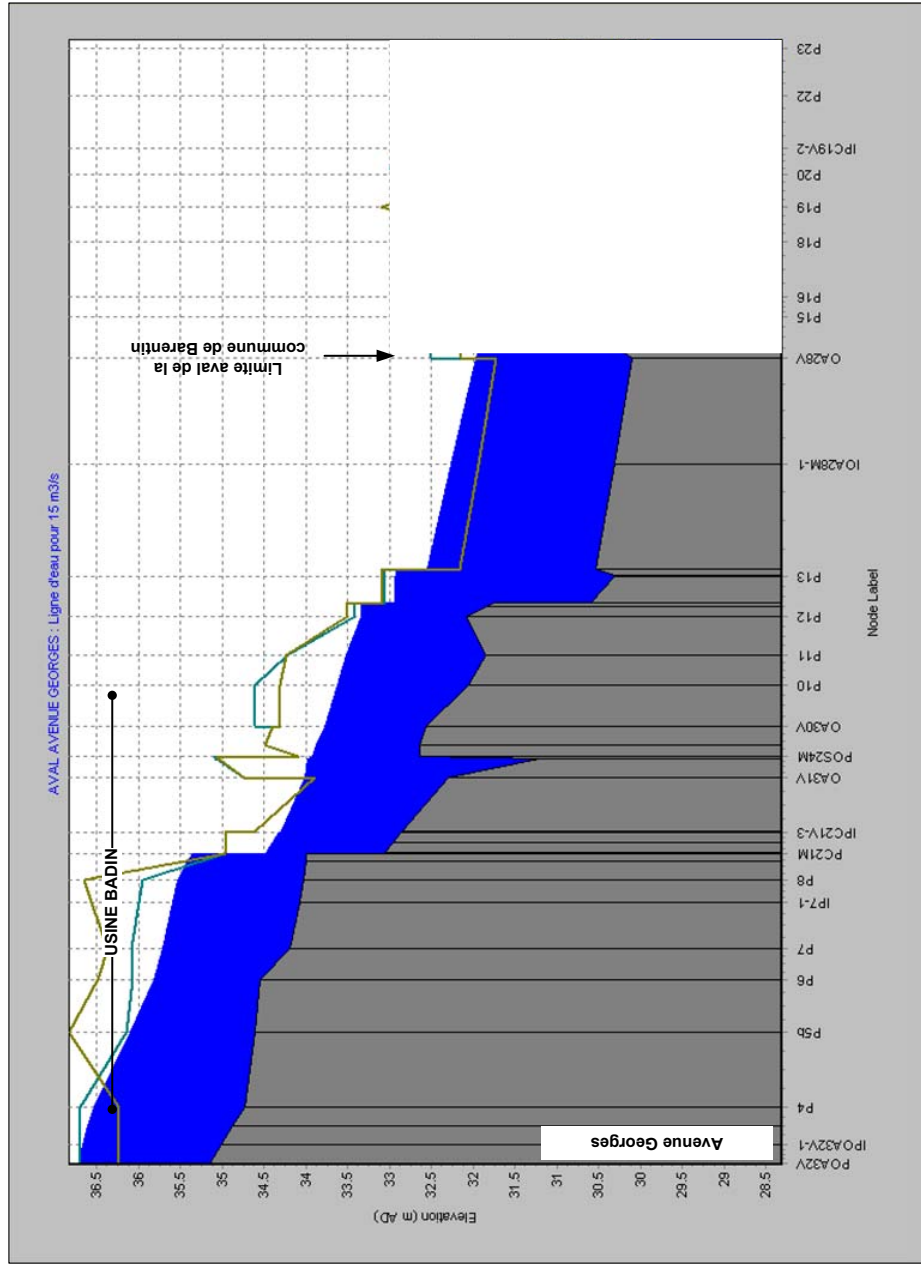 AVAL AVENUE GEORGES : Ligne d'eau pour 15 m3/s
Elevation (m AD)
36.5
36
35.5
35
34.5
34
33.5
33
32.5
32
31.5
31
30.5
30
29.5
29
28.5
USINE BADIN
Limite aval de la
commune de Barentin
Avenue Georges
POA32V
IPOA32V-1
P4
P5b
P6
P7
IP7-1
P8
PC21M
IPC21V-3
OA31V
POS24M
OA30V
P10
P11
P12
P13
IOA28M-1
OA28V
P15
P16
P18
P19
P20
IPC19V-2
P22
P23
Node Label